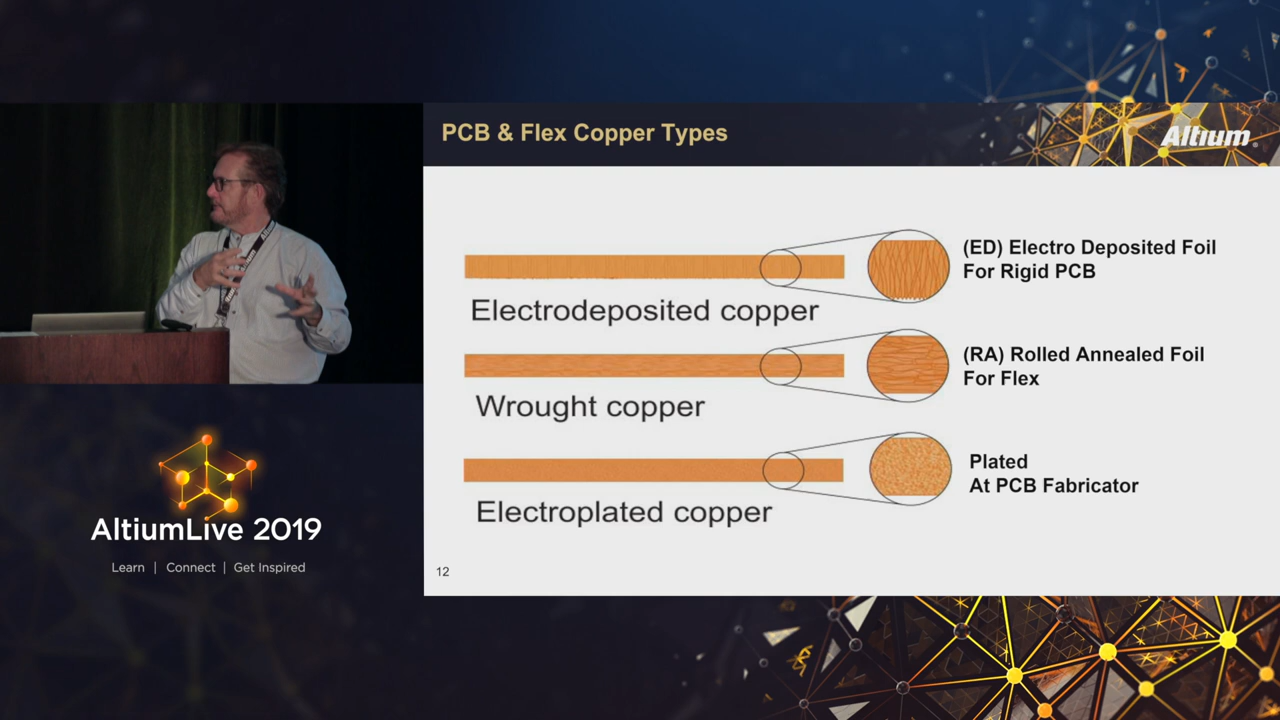 PCB & Flex Copper Types
Altium
(ED) Electro Deposited Foil
For Rigid PCB
Electrodeposited copper
(RA) Rolled Annealed Foil
For Flex
Wrought copper
Plated
At PCB Fabricator
Electroplated copper
12
AltiumLive 2019
Learn | Connect | Get Inspired